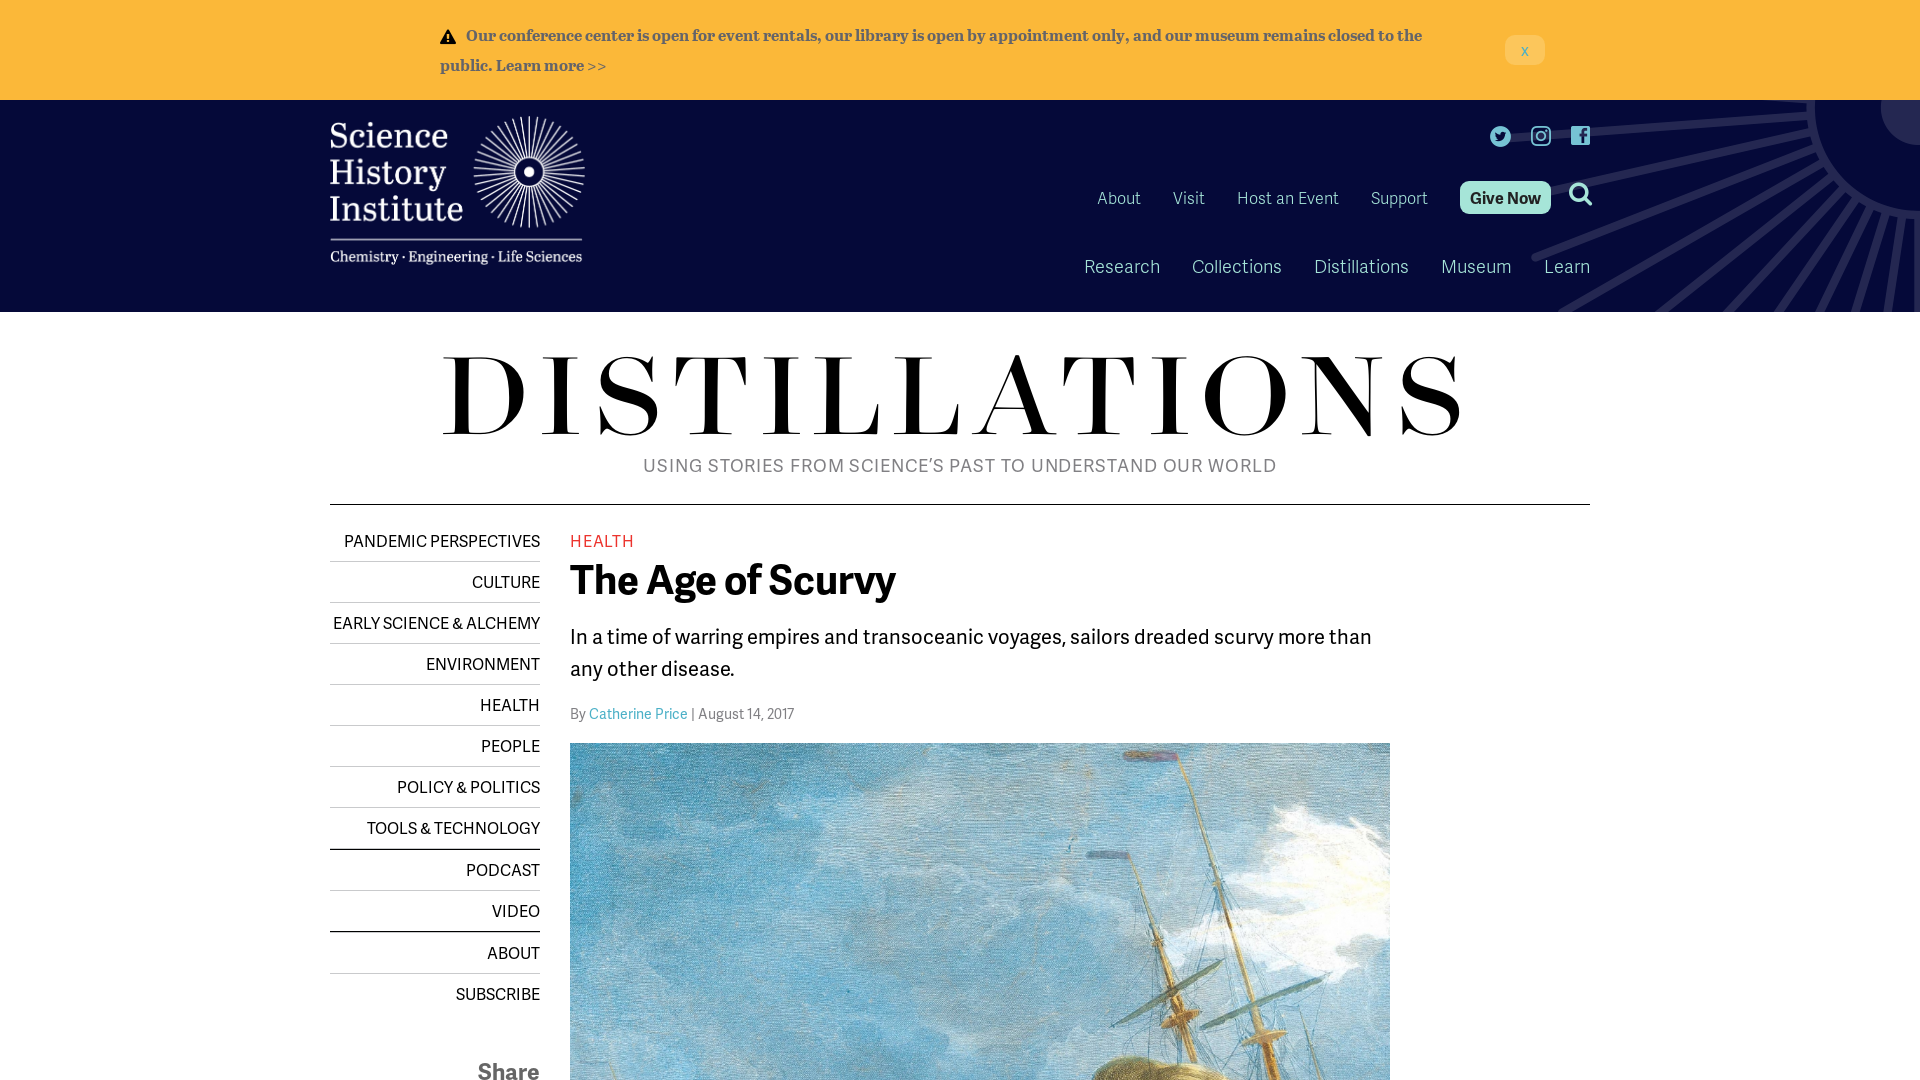 Our conference center is open for event rentals, our library is open by appointment only, and our museum remains closed to the
public. Learn more >>
x
Science
History
Institute
Chemistry · Engineering · Life Sciences
About
Visit
Host an Event
Support
Give Now
Research
Collections
Distillations
Museum
Learn
DISTILLATIONS
USING STORIES FROM SCIENCE’S PAST TO UNDERSTAND OUR WORLD
PANDEMIC PERSPECTIVES
CULTURE
EARLY SCIENCE & ALCHEMY
ENVIRONMENT
HEALTH
PEOPLE
POLICY & POLITICS
TOOLS & TECHNOLOGY
PODCAST
VIDEO
ABOUT
SUBSCRIBE
Share
HEALTH
The Age of Scurvy
In a time of warring empires and transoceanic voyages, sailors dreaded scurvy more than
any other disease.
By Catherine Price | August 14, 2017